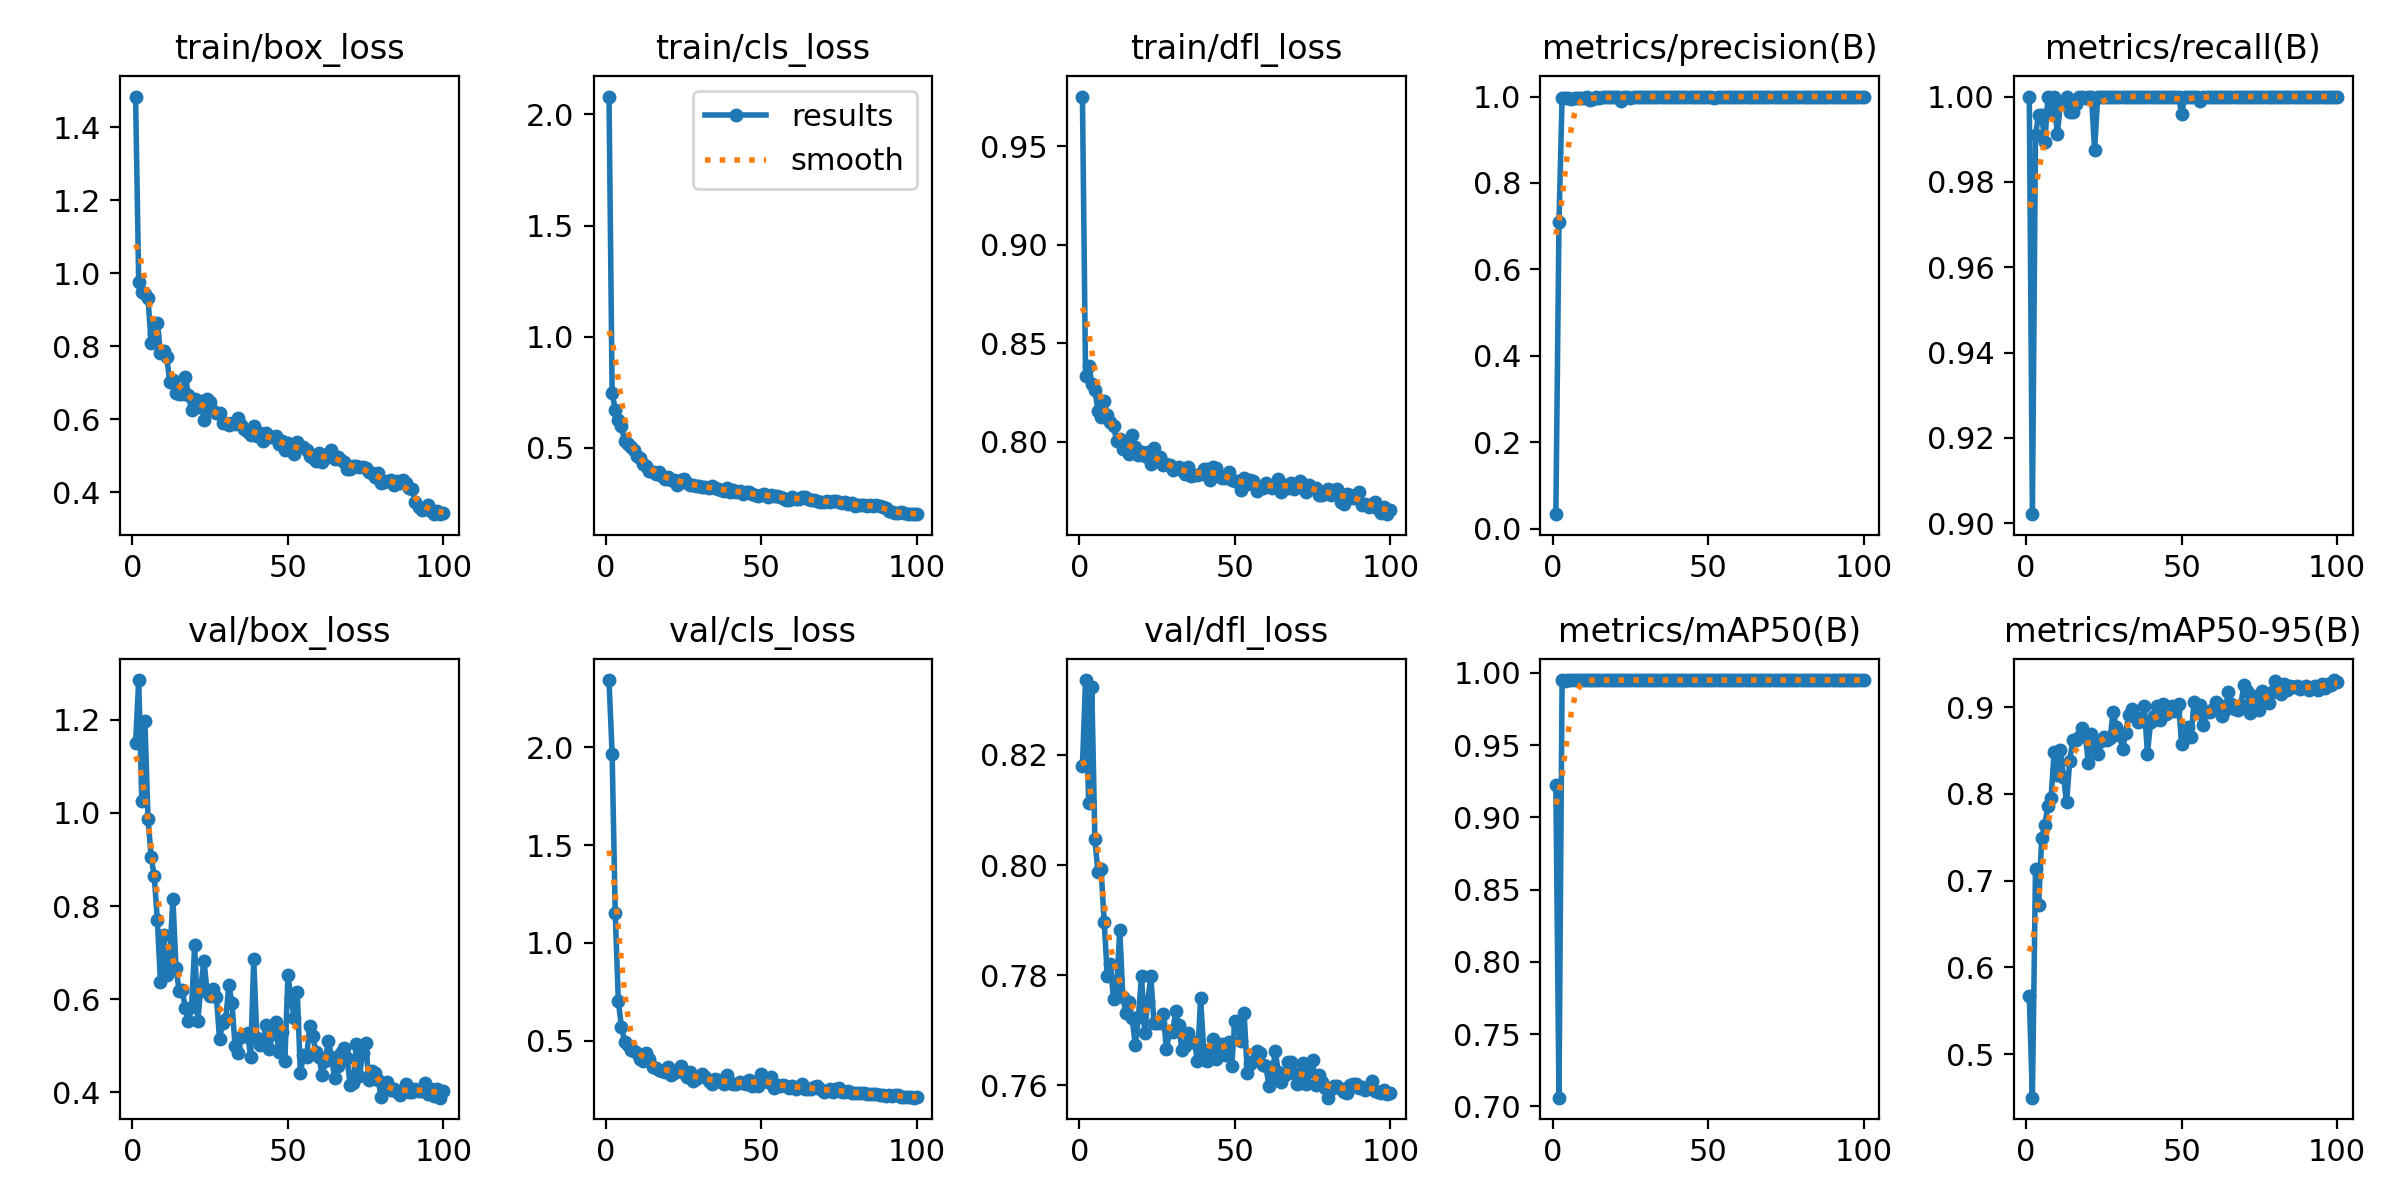 train/box_loss
1.4
1.2
1.0
0.8
0.6
0.4
0 50 100
train/cls_loss
results
smooth
2.0
1.5
1.0
0.5
0 50 100
train/dfl_loss
0.95
0.90
0.85
0.80
0 50 100
metrics/precision(B)
1.0
0.8
0.6
0.4
0.2
0.0
0 50 100
metrics/recall(B)
1.00
0.98
0.96
0.94
0.92
0.90
0 50 100
val/box_loss
1.2
1.0
0.8
0.6
0.4
0 50 100
val/cls_loss
2.0
1.5
1.0
0.5
0 50 100
val/dfl_loss
0.82
0.80
0.78
0.76
0 50 100
metrics/mAP50(B)
1.00
0.95
0.90
0.85
0.80
0.75
0.70
0 50 100
metrics/mAP50-95(B)
0.9
0.8
0.7
0.6
0.5
0 50 100